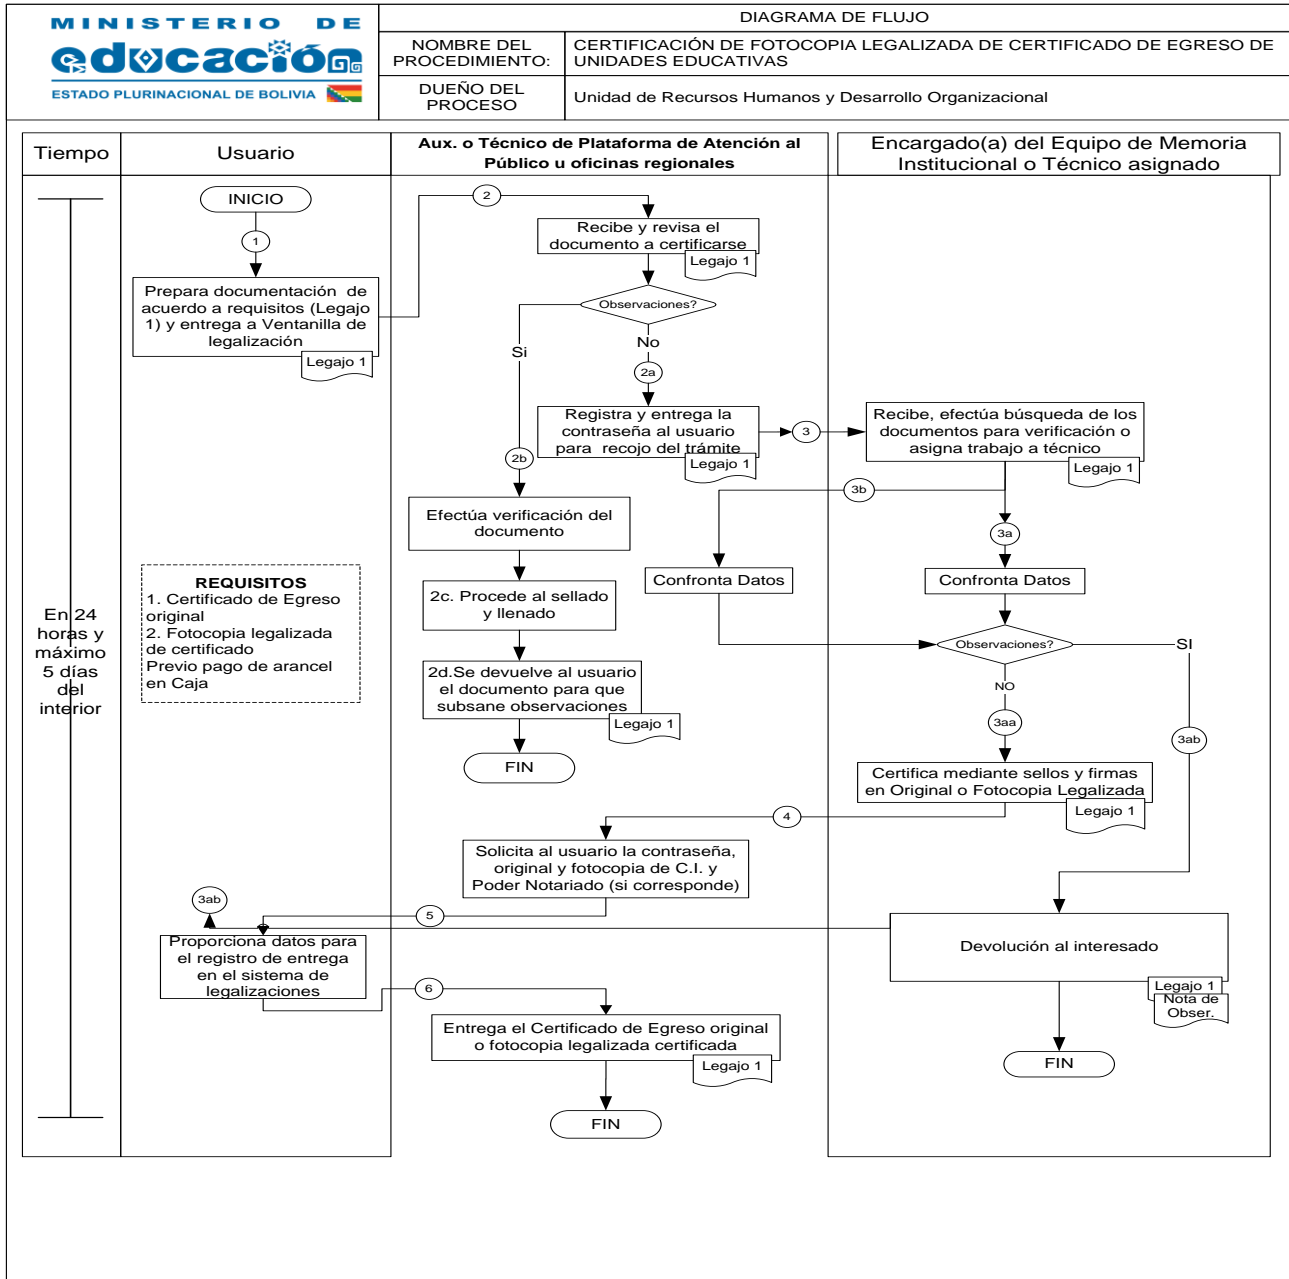 MINISTERIO DE
educación
ESTADO PLURINACIONAL DE BOLIVIA
DIAGRAMA DE FLUJO
NOMBRE DEL
PROCEDIMIENTO:
CERTIFICACIÓN DE FOTOCOPIA LEGALIZADA DE CERTIFICADO DE EGRESO DE
UNIDADES EDUCATIVAS
DUEÑO DEL
PROCESO
Unidad de Recursos Humanos y Desarrollo Organizacional
Tiempo
Usuario
Aux. o Técnico de Plataforma de Atención al
Público u oficinas regionales
Encargado(a) del Equipo de Memoria
Institucional o Técnico asignado
INICIO
1
Prepara documentación de
acuerdo a requisitos (Legajo
1) y entrega a Ventanilla de
legalización
Legajo 1
2
Recibe y revisa el
documento a certificarse
Legajo 1
Observaciones?
Si
No
2a
2b
Registra y entrega la
contraseña al usuario
para recojo del trámite
Legajo 1
3
Recibe, efectúa búsqueda de los
documentos para verificación o
asigna trabajo a técnico
Legajo 1
3b
3a
Efectúa verificación del
documento
Confronta Datos
Confronta Datos
2c. Procede al sellado
y llenado
Observaciones?
SI
NO
3aa
3ab
2d.Se devuelve al usuario
el documento para que
subsane observaciones
Legajo 1
FIN
REQUISITOS
1. Certificado de Egreso
original
2. Fotocopia legalizada
de certificado
Previo pago de arancel
en Caja
En 24
horas y
máximo
5 días
del
interior
Certifica mediante sellos y firmas
en Original o Fotocopia Legalizada
Legajo 1
4
Solicita al usuario la contraseña,
original y fotocopia de C.I. y
Poder Notariado (si corresponde)
3ab
5
Proporciona datos para
el registro de entrega
en el sistema de
legalizaciones
Devolución al interesado
Legajo 1
Nota de
Obser.
6
Entrega el Certificado de Egreso original
o fotocopia legalizada certificada
Legajo 1
FIN
FIN